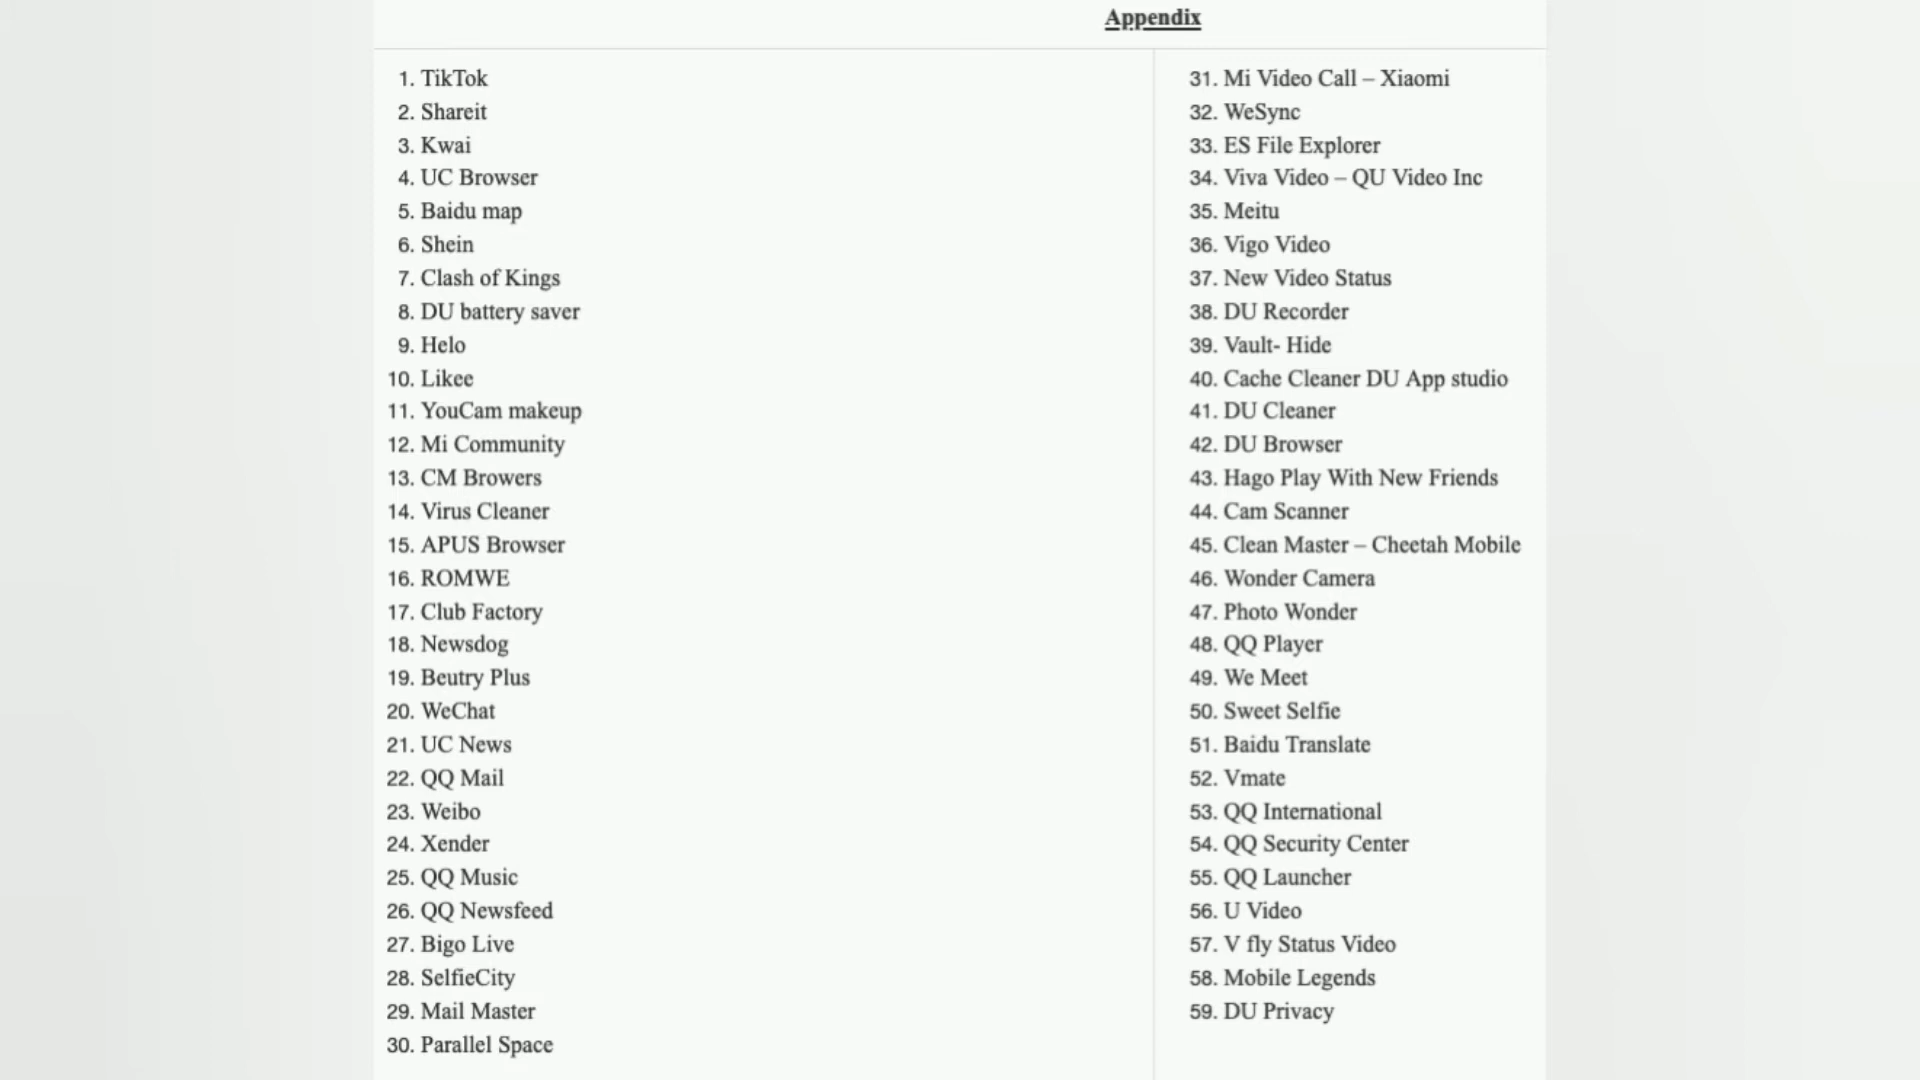 Appendix
1. TikTok
2. Shareit
3. Kwai
4. UC Browser
5. Baidu map
6. Shein
7. Clash of Kings
8. DU battery saver
9. Helo
10. Likee
11. YouCam makeup
12. Mi Community
13. CM Browers
14. Virus Cleaner
15. APUS Browser
16. ROMWE
17. Club Factory
18. Newsdog
19. Beutry Plus
20. WeChat
21. UC News
22. QQ Mail
23. Weibo
24. Xender
25. QQ Music
26. QQ Newsfeed
27. Bigo Live
28. SelfieCity
29. Mail Master
30. Parallel Space
31. Mi Video Call – Xiaomi
32. WeSync
33. ES File Explorer
34. Viva Video – QU Video Inc
35. Meitu
36. Vigo Video
37. New Video Status
38. DU Recorder
39. Vault- Hide
40. Cache Cleaner DU App studio
41. DU Cleaner
42. DU Browser
43. Hago Play With New Friends
44. Cam Scanner
45. Clean Master – Cheetah Mobile
46. Wonder Camera
47. Photo Wonder
48. QQ Player
49. We Meet
50. Sweet Selfie
51. Baidu Translate
52. Vmate
53. QQ International
54. QQ Security Center
55. QQ Launcher
56. U Video
57. V fly Status Video
58. Mobile Legends
59. DU Privacy